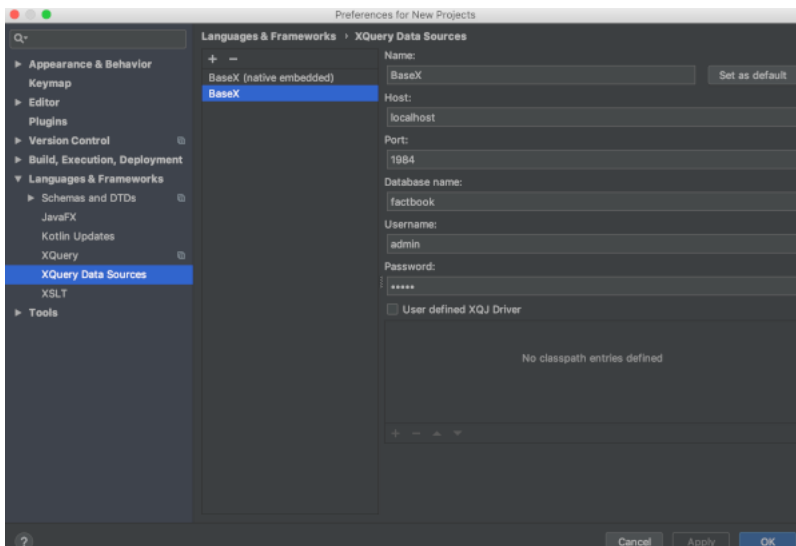 Preferences for New Projects
Appearance & Behavior
Keymap
Editor
Plugins
Version Control
Build, Execution, Deployment
Languages & Frameworks
Schemas and DTDs
JavaFX
Kotlin Updates
XQuery
XQuery Data Sources
XSLT
Tools
Languages & Frameworks › XQuery Data Sources
+ −
BaseX (native embedded)
BaseX
Name:
BaseX
Set as default
Host:
localhost
Port:
1984
Database name:
factbook
Username:
admin
Password:
•••••
User defined XQJ Driver
No classpath entries defined
+ −
?
Cancel
Apply
OK